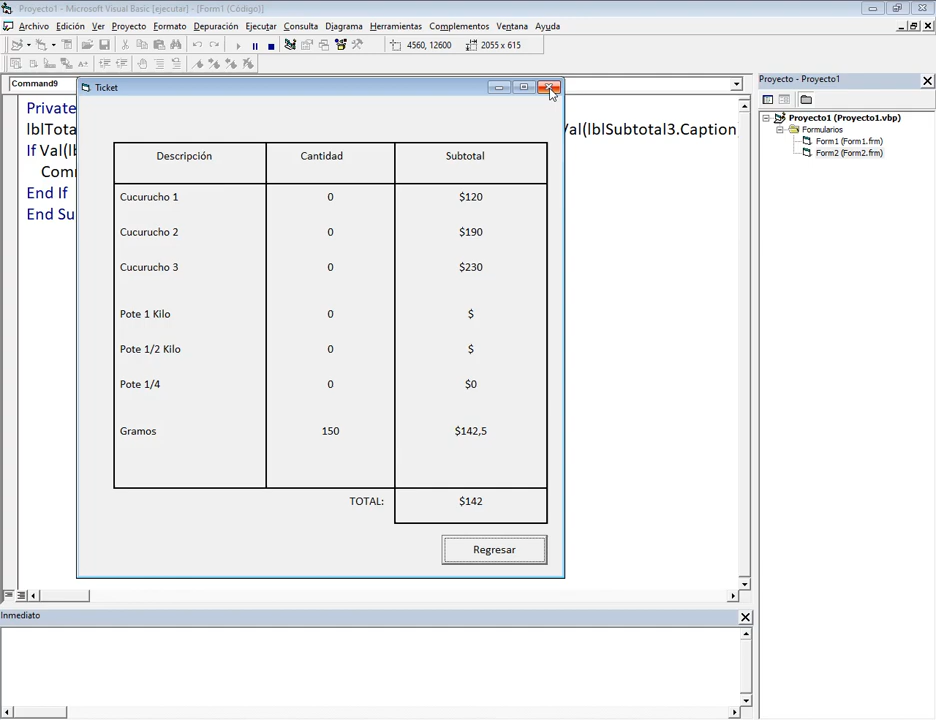 Proyecto1 - Microsoft Visual Basic [ejecutar] - [Form1 (Código)]
Archivo Edición Ver Proyecto Formato Depuración Ejecutar Consulta Diagrama Herramientas Complementos Ventana Ayuda
4560, 12600 2055 x 615
Command9
Proyecto - Proyecto1
Ticket
Private
lblTota
Val(lblSubtotal3.Caption
If Val(lb
Comm
End If
End Su
Proyecto1 (Proyecto1.vbp)
Formularios
Form1 (Form1.frm)
Form2 (Form2.frm)
Descripción Cantidad Subtotal
Cucurucho 1 0 $120
Cucurucho 2 0 $190
Cucurucho 3 0 $230
Pote 1 Kilo 0 $
Pote 1/2 Kilo 0 $
Pote 1/4 0 $0
Gramos 150 $142,5
TOTAL: $142
Regresar
Inmediato